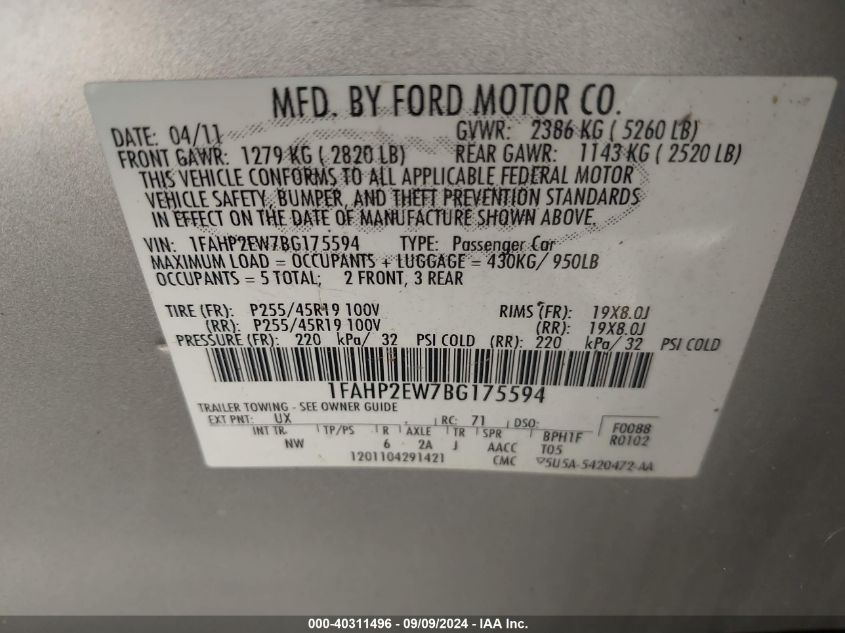 MFD. BY FORD MOTOR CO.
DATE: 04/11 GVWR: 2386 KG ( 5260 LB)
FRONT GAWR: 1279 KG ( 2820 LB) REAR GAWR: 1143 KG ( 2520 LB)
THIS VEHICLE CONFORMS TO ALL APPLICABLE FEDERAL MOTOR
VEHICLE SAFETY, BUMPER, AND THEFT PREVENTION STANDARDS
IN EFFECT ON THE DATE OF MANUFACTURE SHOWN ABOVE.
VIN: 1FAHP2EW7BG175594 TYPE: Passenger Car
MAXIMUM LOAD = OCCUPANTS + LUGGAGE = 430KG/ 950LB
OCCUPANTS = 5 TOTAL; 2 FRONT, 3 REAR
TIRE (FR): P255/45R19 100V RIMS (FR): 19X8.0J
(RR): P255/45R19 100V (RR): 19X8.0J
PRESSURE (FR): 220 kPa/ 32 PSI COLD (RR): 220 kPa/ 32 PSI COLD
1FAHP2EW7BG175594
TRAILER TOWING - SEE OWNER GUIDE
EXT PNT: UX RC: 71 DSO: F0088
INT TR. TP/PS R AXLE TR SPR BPH1F R0102
NW 6 2A J AACC T05
1201104291421 CMC 5U5A-5420472-AA
000-40311496 - 09/09/2024 - IAA Inc.